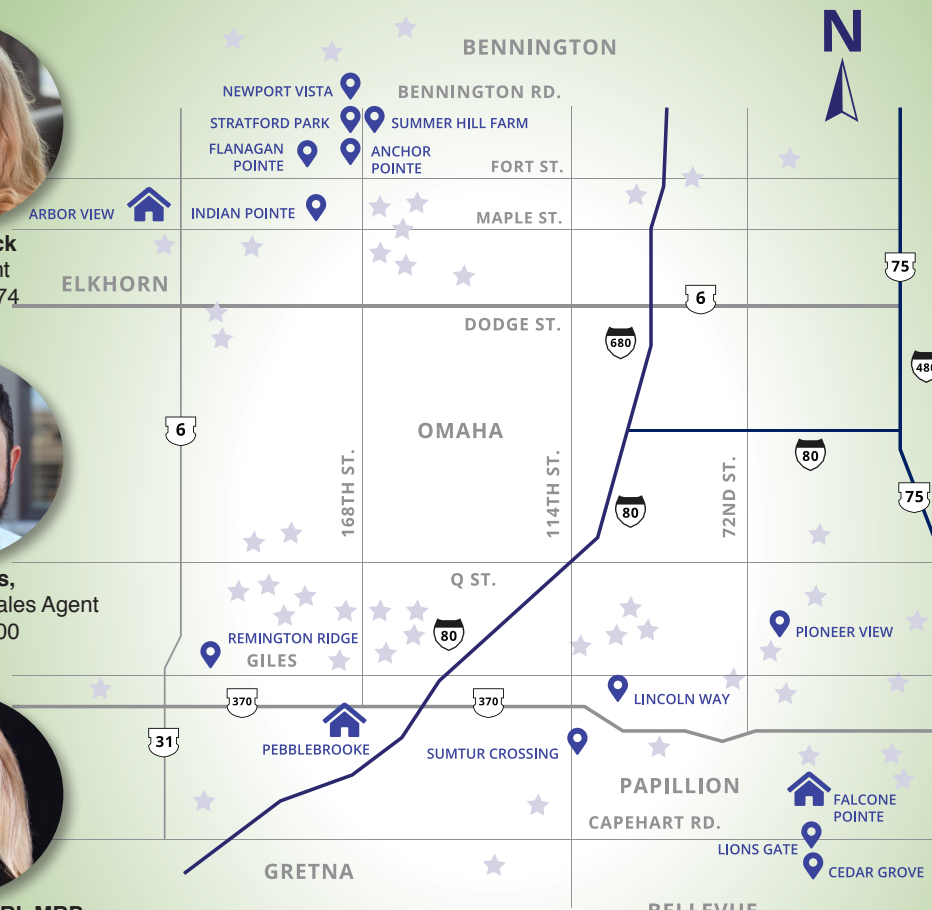 N
BENNINGTON
NEWPORT VISTA
BENNINGTON RD.
STRATFORD PARK
SUMMER HILL FARM
FLANAGAN
POINTE
ANCHOR
POINTE
FORT ST.
ARBOR VIEW
INDIAN POINTE
MAPLE ST.
ck
nt
74
ELKHORN
75
6
DODGE ST.
680
480
6
OMAHA
80
168TH ST.
114TH ST.
72ND ST.
75
80
s,
ales Agent
00
Q ST.
REMINGTON RIDGE
GILES
80
PIONEER VIEW
370
370
LINCOLN WAY
31
PEBBLEBROOKE
SUMTUR CROSSING
PAPILLION
FALCONE
POINTE
CAPEHART RD.
LIONS GATE
CEDAR GROVE
GRETNA
BELLEVUE